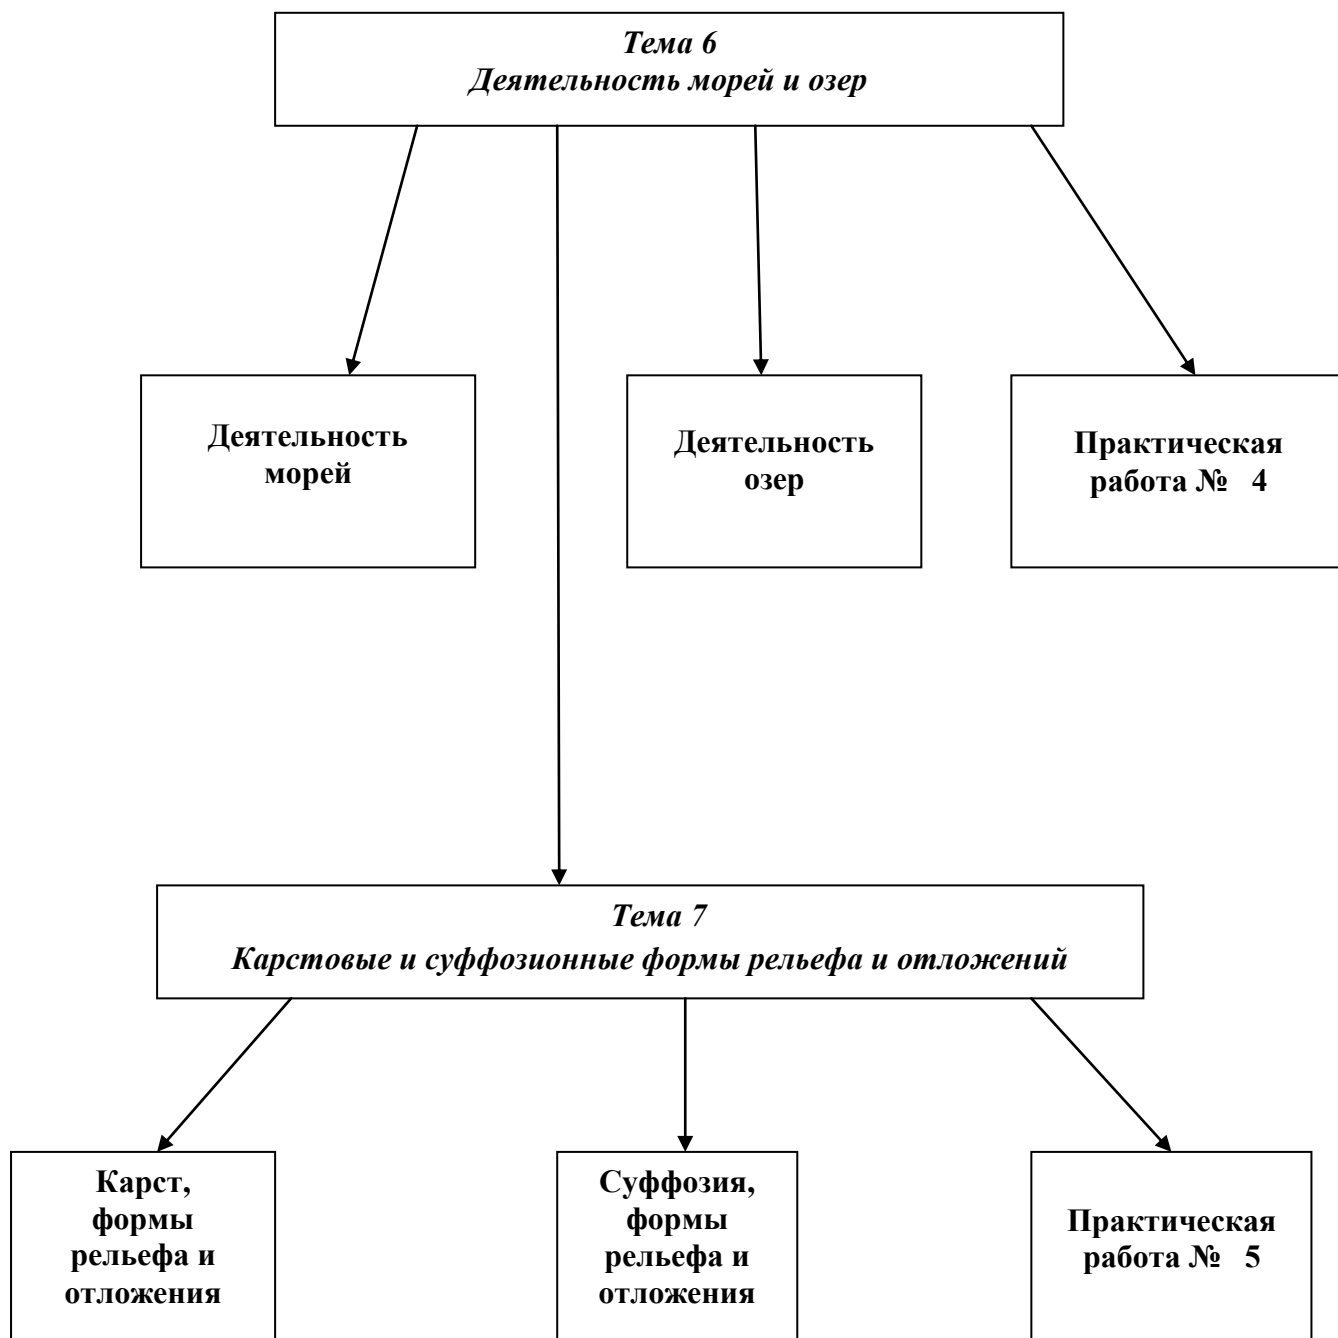 Тема 6
Деятельность морей и озер
Деятельность
морей
Деятельность
озер
Практическая
работа № 4
Тема 7
Карстовые и суффозионные формы рельефа и отложений
Карст,
формы
рельефа и
отложения
Суффозия,
формы
рельефа и
отложения
Практическая
работа № 5